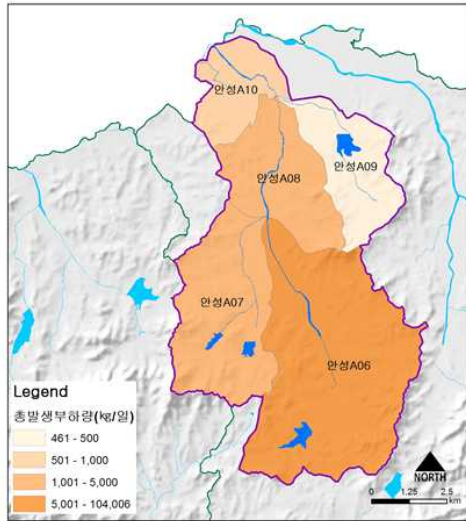 안성A10
안성A09
안성A08
안성A07
안성A06
Legend
총발생부하량(㎏/일)
461 - 500
501 - 1,000
1,001 - 5,000
5,001 - 104,006
NORTH
0 1.25 2.5
km